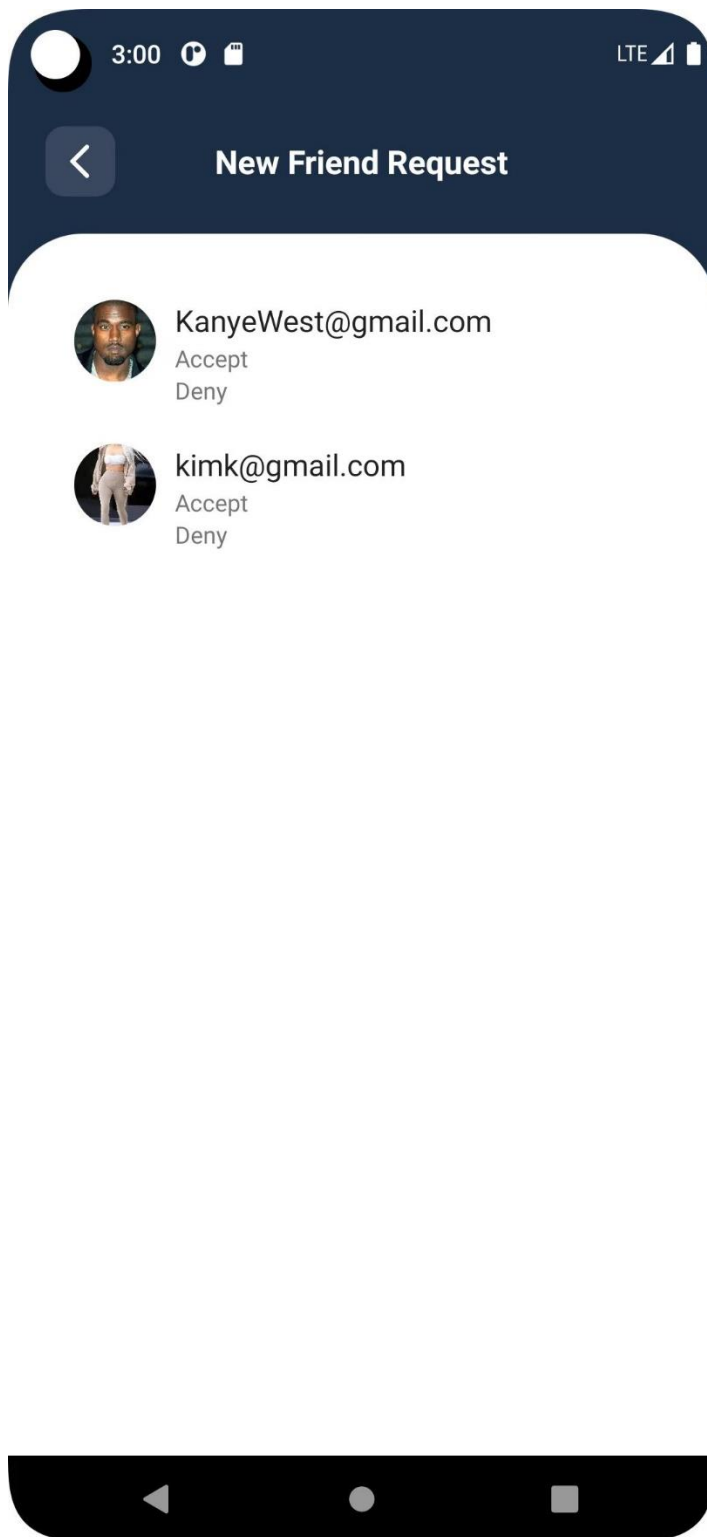 3:00
LTE
New Friend Request
KanyeWest@gmail.com
Accept
Deny
kimk@gmail.com
Accept
Deny